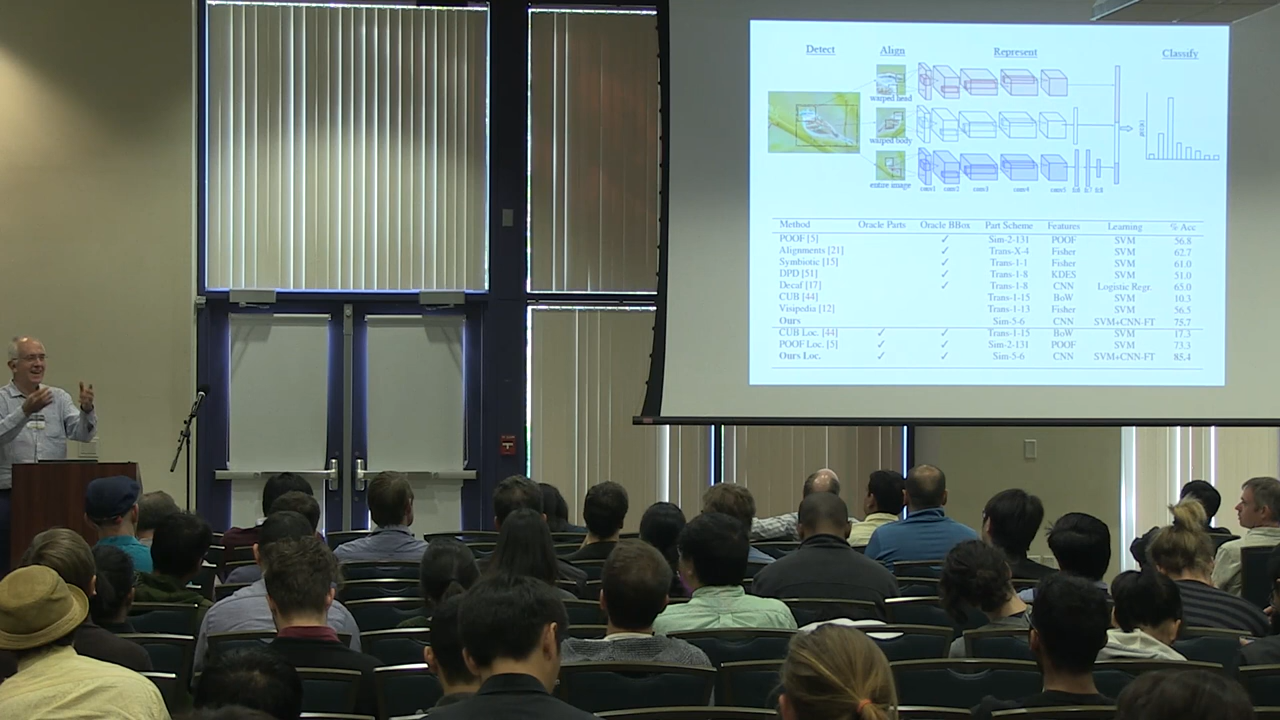 Detect Align Represent Classify
warped head
warped body
entire image
conv1 conv2 conv3 conv4 conv5 fc6 fc7 fc8
Method Oracle Parts Oracle BBox Part Scheme Features Learning % Acc
POOF [5] ✓ Sim-2-131 POOF SVM 56.8
Alignments [21] ✓ Trans-X-4 Fisher SVM 62.7
Symbiotic [15] ✓ Trans-1-1 Fisher SVM 61.0
DPD [51] ✓ Trans-1-8 KDES SVM 51.0
Decaf [17] ✓ Trans-1-8 CNN Logistic Regr. 65.0
CUB [44] Trans-1-15 BoW SVM 10.3
Visipedia [12] Trans-1-13 Fisher SVM 56.5
Ours Sim-5-6 CNN SVM+CNN-FT 75.7
CUB Loc. [44] ✓ ✓ Trans-1-15 BoW SVM 17.3
POOF Loc. [5] ✓ ✓ Sim-2-131 POOF SVM 73.3
Ours Loc. ✓ ✓ Sim-5-6 CNN SVM+CNN-FT 85.4